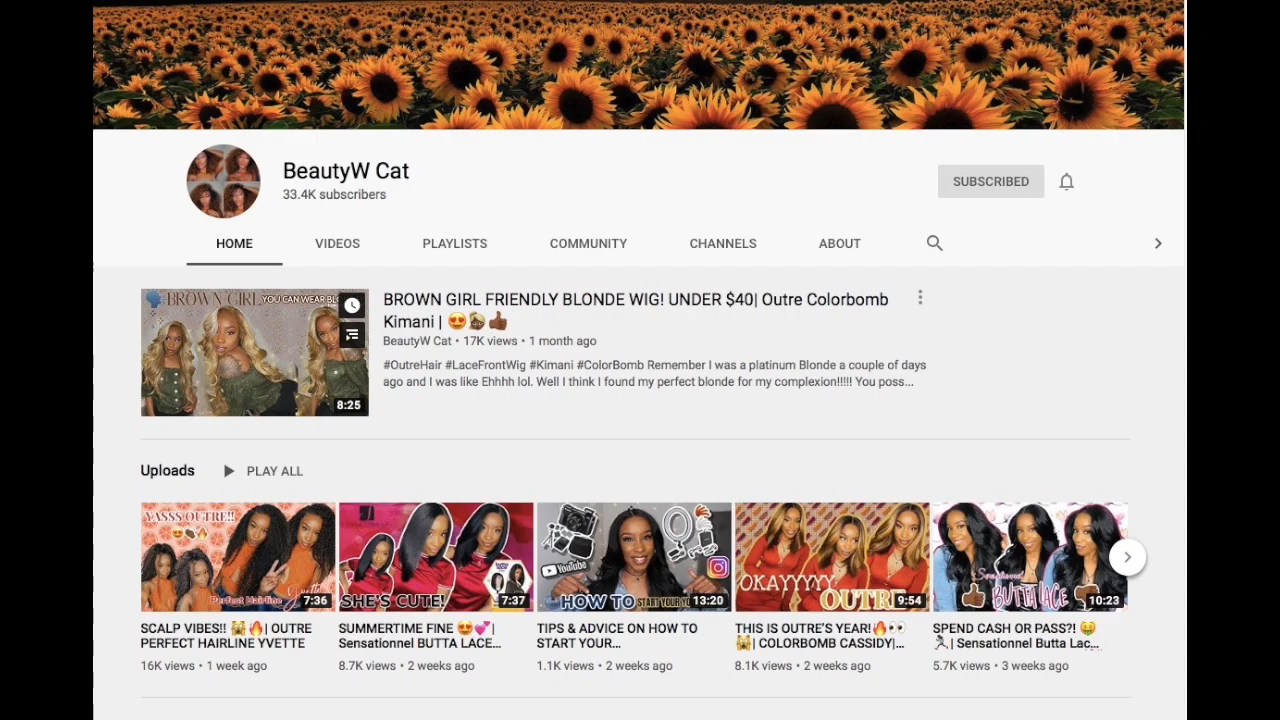 BeautyW Cat
33.4K subscribers
SUBSCRIBED
HOME
VIDEOS
PLAYLISTS
COMMUNITY
CHANNELS
ABOUT
BROWN GIRL
YOU CAN WEAR BL
8:25
BROWN GIRL FRIENDLY BLONDE WIG! UNDER $40| Outre Colorbomb
Kimani | 😍🙈👍🏾
BeautyW Cat • 17K views • 1 month ago
#OutreHair #LaceFrontWig #Kimani #ColorBomb Remember I was a platinum Blonde a couple of days
ago and I was like Ehhhh lol. Well I think I found my perfect blonde for my complexion!!!!! You poss...
Uploads
PLAY ALL
YASSS OUTRE!!
Perfect Hairline
7:36
SCALP VIBES!! 🙀🔥| OUTRE
PERFECT HAIRLINE YVETTE
16K views • 1 week ago
SHE'S CUTE!
7:37
SUMMERTIME FINE 😍💕|
Sensationnel BUTTA LACE...
8.7K views • 2 weeks ago
YouTube
HOW TO
START YOUR
13:20
TIPS & ADVICE ON HOW TO
START YOUR...
1.1K views • 2 weeks ago
OKAYYYY
OUTRE
9:54
THIS IS OUTRE'S YEAR!🔥👀
🙀| COLORBOMB CASSIDY|...
8.1K views • 2 weeks ago
Sensationnel
BUTTA LACE
10:23
SPEND CASH OR PASS?! 🤑
🏃🏾‍♀️| Sensationnel Butta Lac...
5.7K views • 3 weeks ago